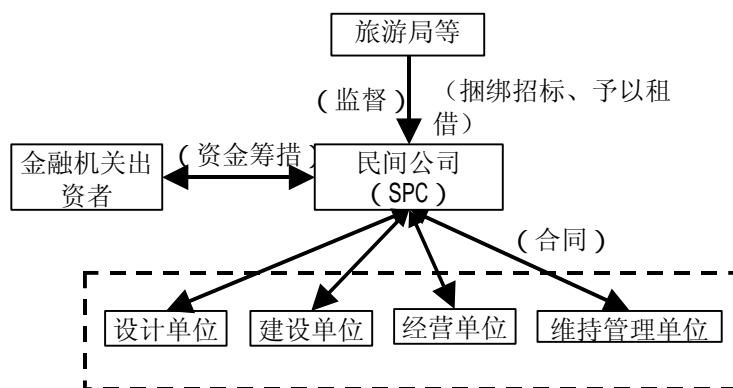 旅游局等
(监督)
（捆绑招标、予以租
借）
金融机关出
资者
(资金筹措)
民间公司
(SPC)
(合同)
设计单位
建设单位
经营单位
维持管理单位